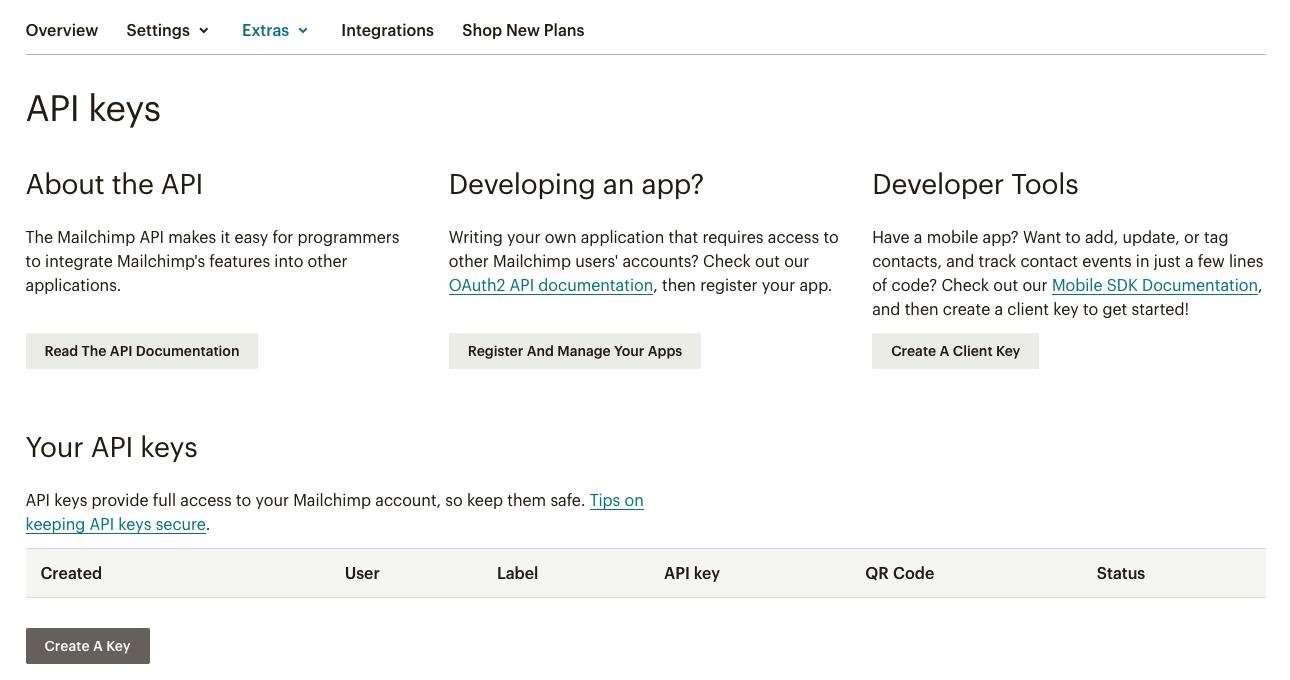 Overview Settings Extras Integrations Shop New Plans
API keys
About the API
The Mailchimp API makes it easy for programmers
to integrate Mailchimp's features into other
applications.
Read The API Documentation
Developing an app?
Writing your own application that requires access to
other Mailchimp users' accounts? Check out our
OAuth2 API documentation, then register your app.
Register And Manage Your Apps
Developer Tools
Have a mobile app? Want to add, update, or tag
contacts, and track contact events in just a few lines
of code? Check out our Mobile SDK Documentation,
and then create a client key to get started!
Create A Client Key
Your API keys
API keys provide full access to your Mailchimp account, so keep them safe. Tips on
keeping API keys secure.
Created User Label API key QR Code Status
Create A Key